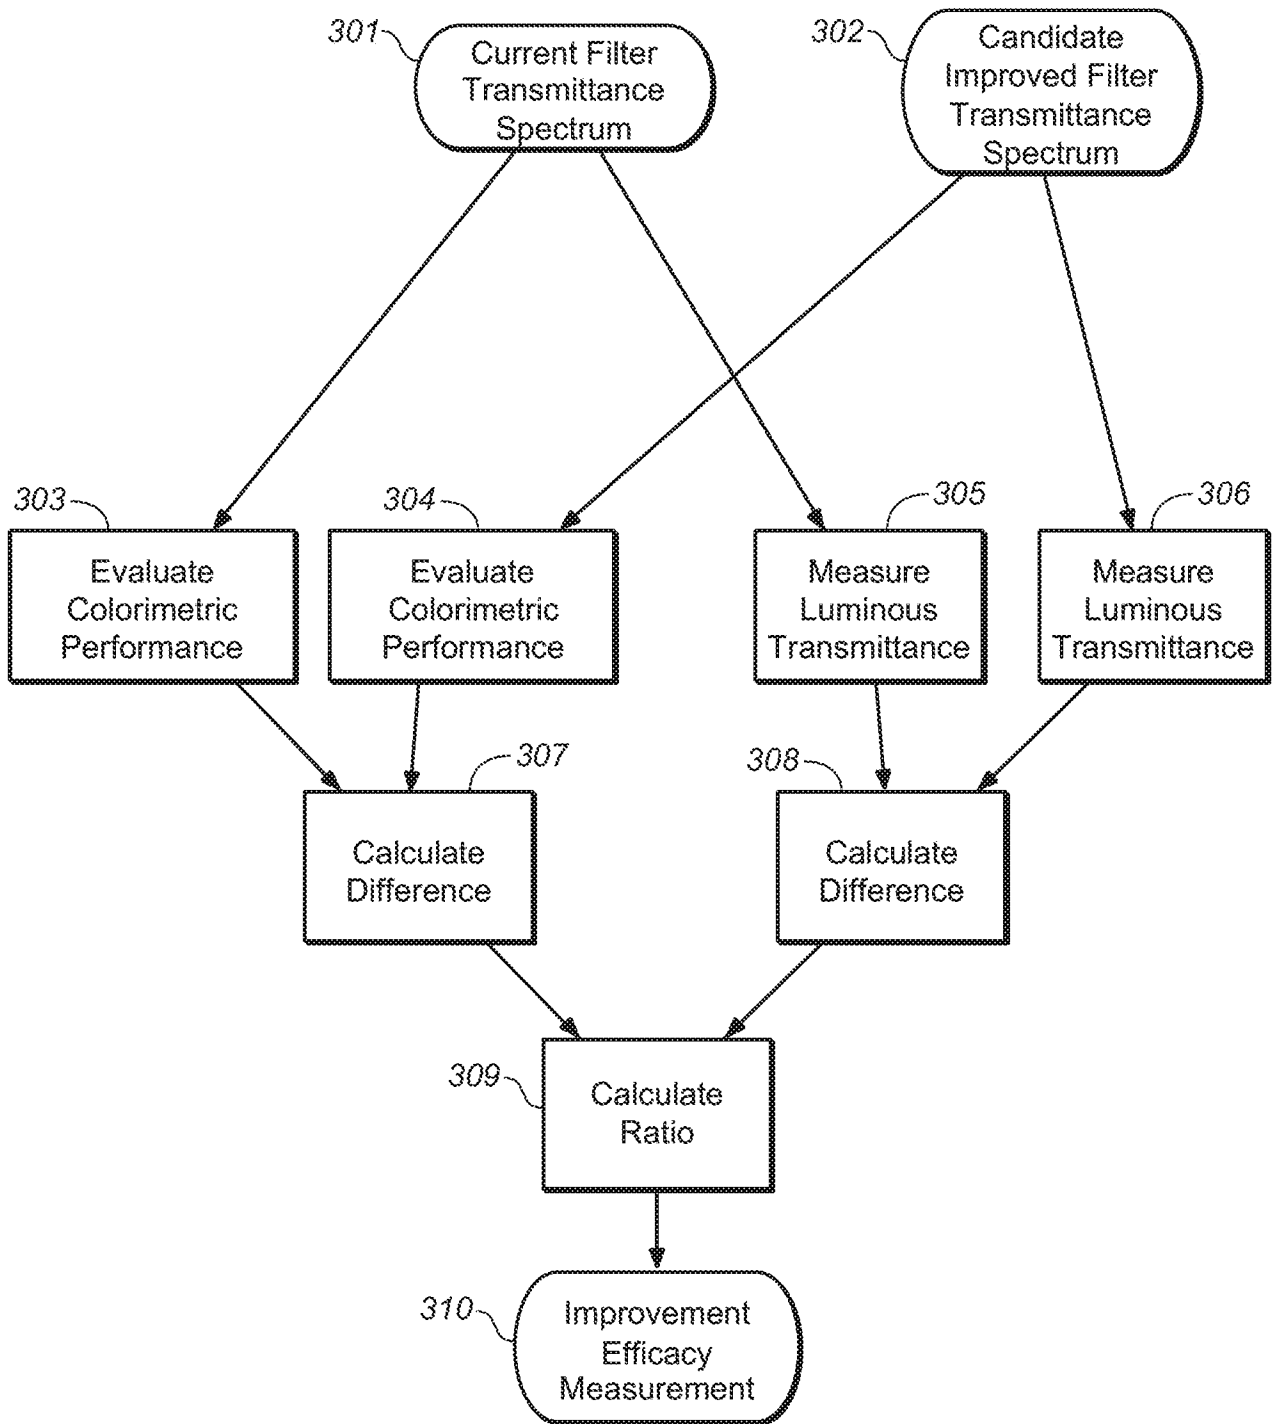 301
Current Filter
Transmittance
Spectrum
302
Candidate
Improved Filter
Transmittance
Spectrum
303
Evaluate
Colorimetric
Performance
304
Evaluate
Colorimetric
Performance
305
Measure
Luminous
Transmittance
306
Measure
Luminous
Transmittance
307
Calculate
Difference
308
Calculate
Difference
309
Calculate
Ratio
310
Improvement
Efficacy
Measurement